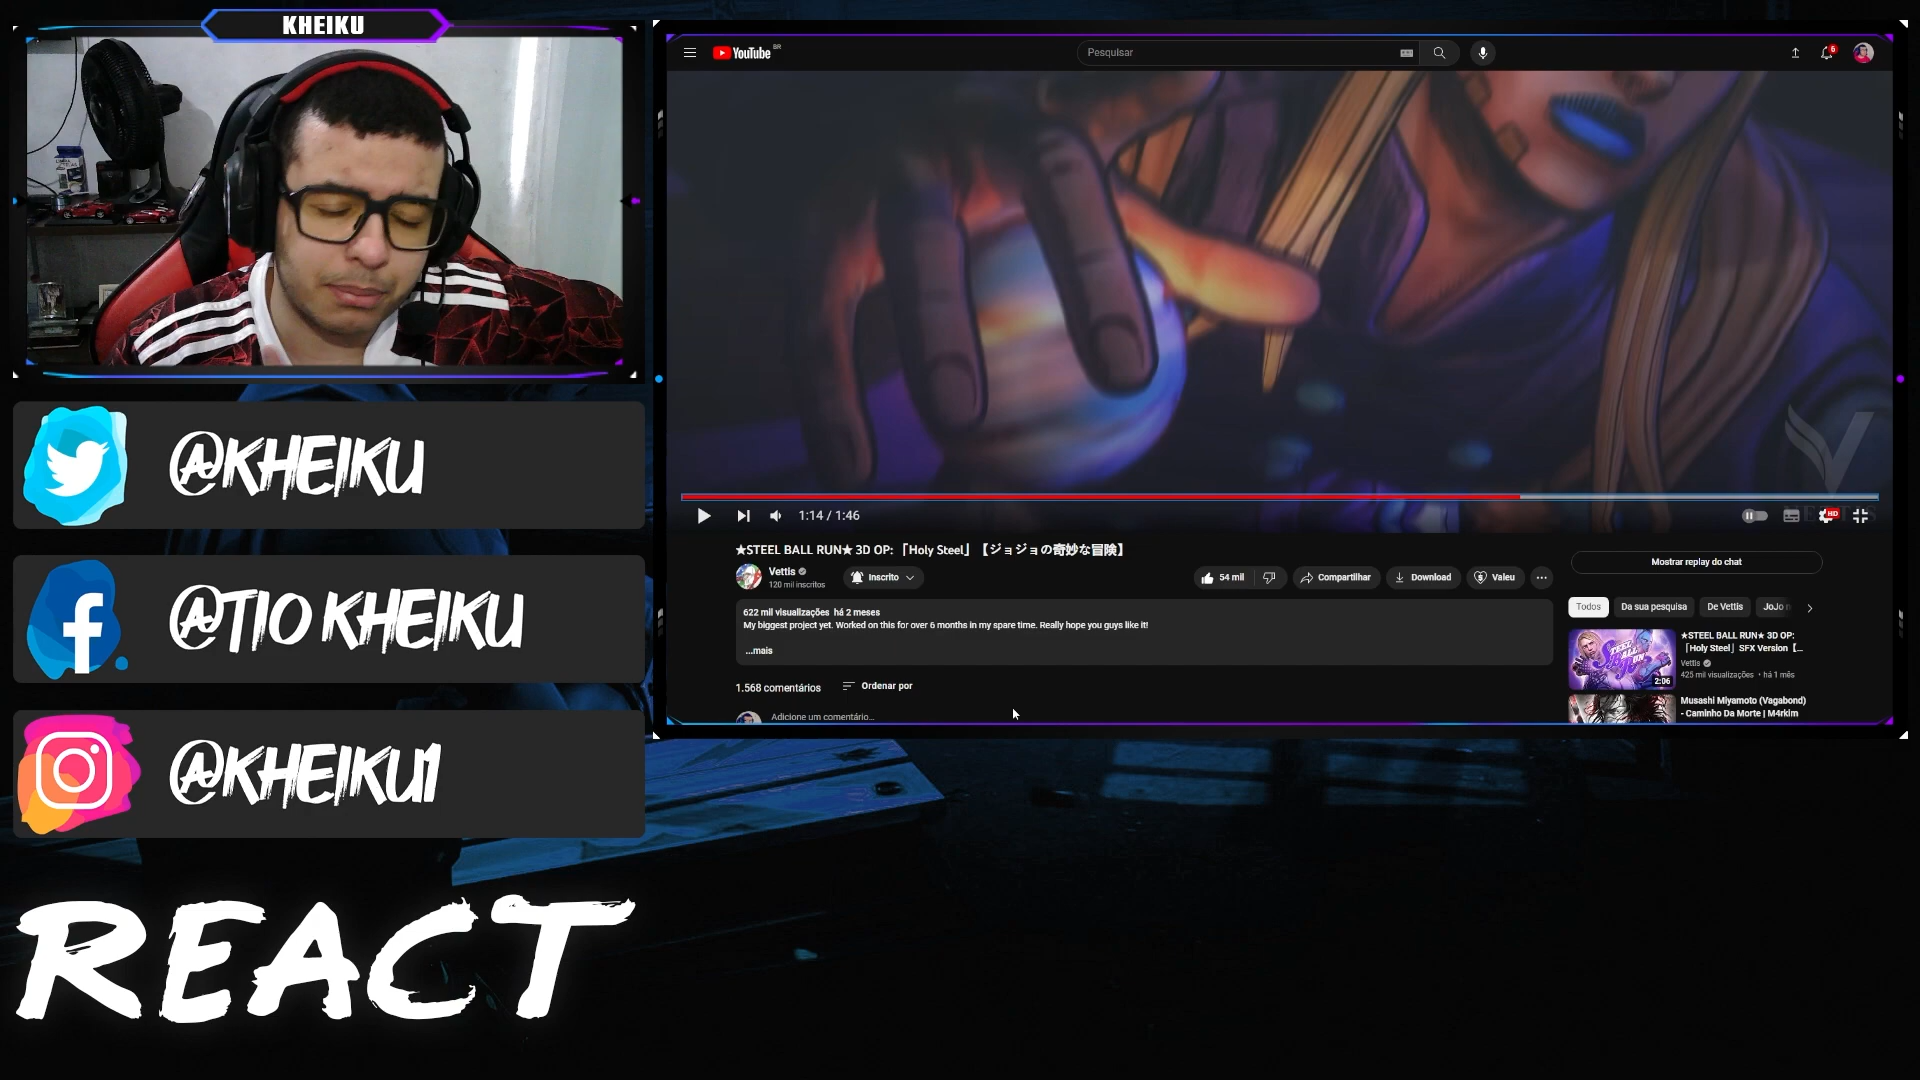 KHEIKU
@KHEIKU
@TIO KHEIKU
@KHEIKU1
REACT
YouTube BR
Pesquisar
6
1:14 / 1:46
HD
★STEEL BALL RUN★ 3D OP: 「Holy Steel」【ジョジョの奇妙な冒険】
Vettis
120 mil inscritos
Inscrito
54 mil
Compartilhar
Download
Valeu
622 mil visualizações há 2 meses
My biggest project yet. Worked on this for over 6 months in my spare time. Really hope you guys like it!
...mais
1.568 comentários
Ordenar por
Adicione um comentário...
Mostrar replay do chat
Todos
Da sua pesquisa
De Vettis
STEEL BALL RUN
2:06
★STEEL BALL RUN★ 3D OP:
「Holy Steel」 SFX Version【...
Vettis
425 mil visualizações • há 1 mês
Musashi Miyamoto (Vagabond)
- Caminho Da Morte | M4rkim